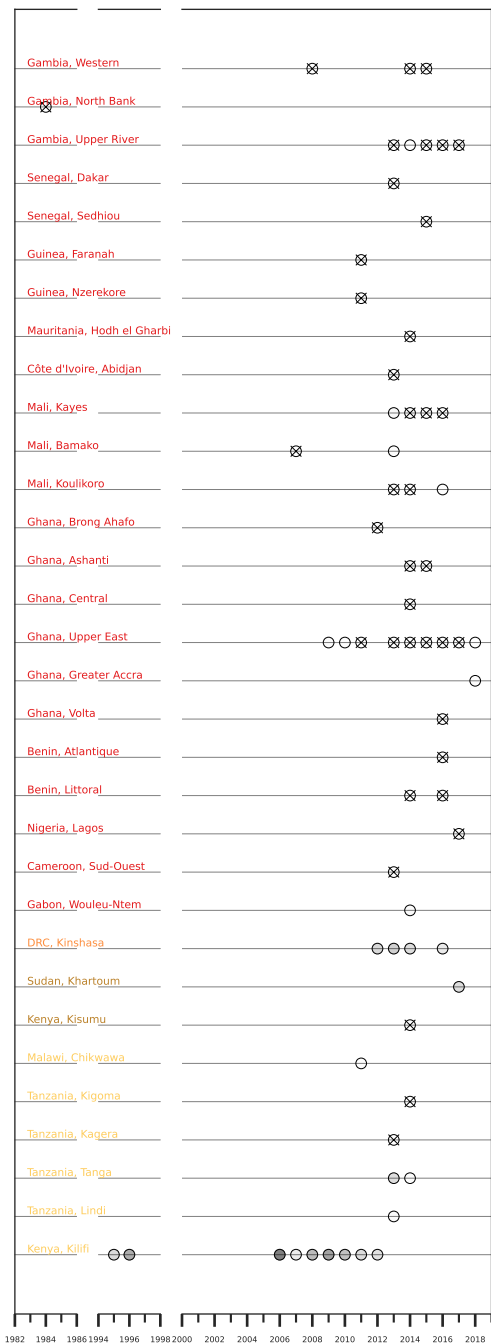 Gambia, Western
Gambia, North Bank
Gambia, Upper River
Senegal, Dakar
Senegal, Sedhiou
Guinea, Faranah
Guinea, Nzerekore
Mauritania, Hodh el Gharbi
Côte d'Ivoire, Abidjan
Mali, Kayes
Mali, Bamako
Mali, Koulikoro
Ghana, Brong Ahafo
Ghana, Ashanti
Ghana, Central
Ghana, Upper East
Ghana, Greater Accra
Ghana, Volta
Benin, Atlantique
Benin, Littoral
Nigeria, Lagos
Cameroon, Sud-Ouest
Gabon, Wouleu-Ntem
DRC, Kinshasa
Sudan, Khartoum
Kenya, Kisumu
Malawi, Chikwawa
Tanzania, Kigoma
Tanzania, Kagera
Tanzania, Tanga
Tanzania, Lindi
Kenya, Kilifi
1982 1984 1986 1994 1996 1998 2000 2002 2004 2006 2008 2010 2012 2014 2016 2018